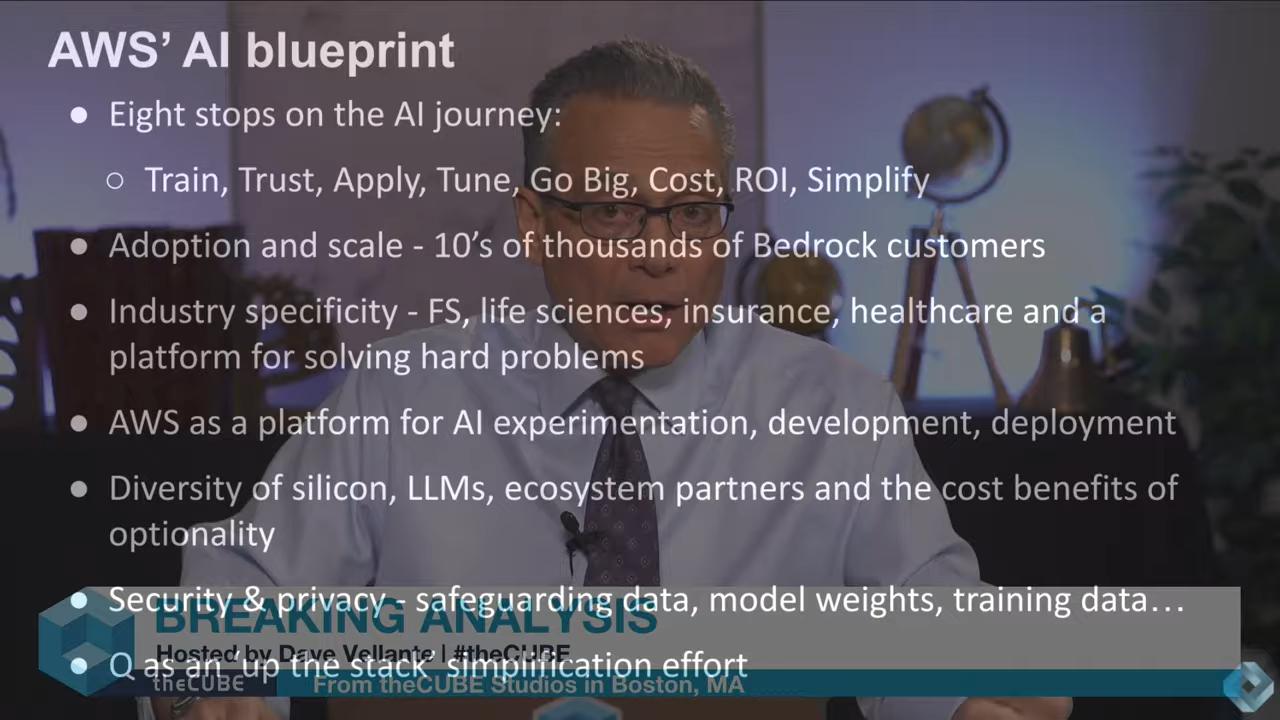 AWS’ AI blueprint
● Eight stops on the AI journey:
○ Train, Trust, Apply, Tune, Go Big, Cost, ROI, Simplify
● Adoption and scale - 10’s of thousands of Bedrock customers
● Industry specificity - FS, life sciences, insurance, healthcare and a
platform for solving hard problems
● AWS as a platform for AI experimentation, development, deployment
● Diversity of silicon, LLMs, ecosystem partners and the cost benefits of
optionality
● Security & privacy - safeguarding data, model weights, training data…
● Q as an ‘up the stack’ simplification effort
BREAKING ANALYSIS
Hosted by Dave Vellante | #theCUBE
theCUBE
From theCUBE Studios in Boston, MA